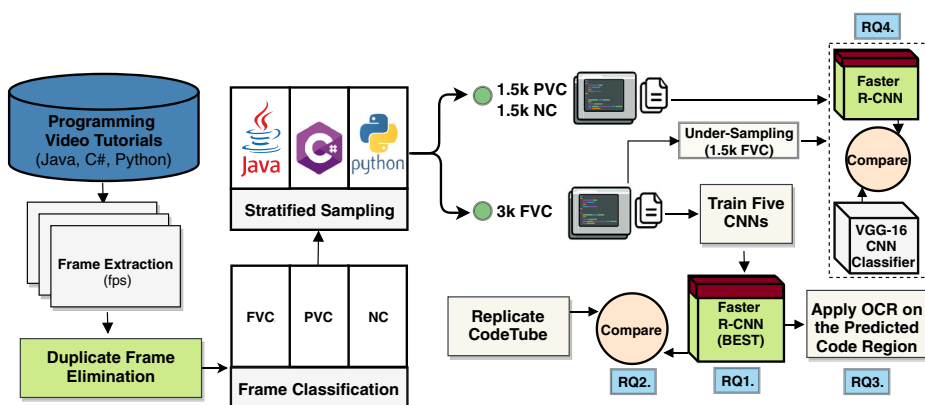 Programming
Video Tutorials
(Java, C#, Python)
Frame Extraction
(fps)
Duplicate Frame
Elimination
Java
C#
python
Stratified Sampling
FVC
PVC
NC
Frame Classification
1.5k PVC
1.5k NC
3k FVC
Under-Sampling
(1.5k FVC)
Train Five
CNNs
RQ4.
Faster
R-CNN
Compare
VGG-16
CNN
Classifier
Replicate
CodeTube
Compare
RQ2.
Faster
R-CNN
(BEST)
RQ1.
Apply OCR on
the Predicted
Code Region
RQ3.